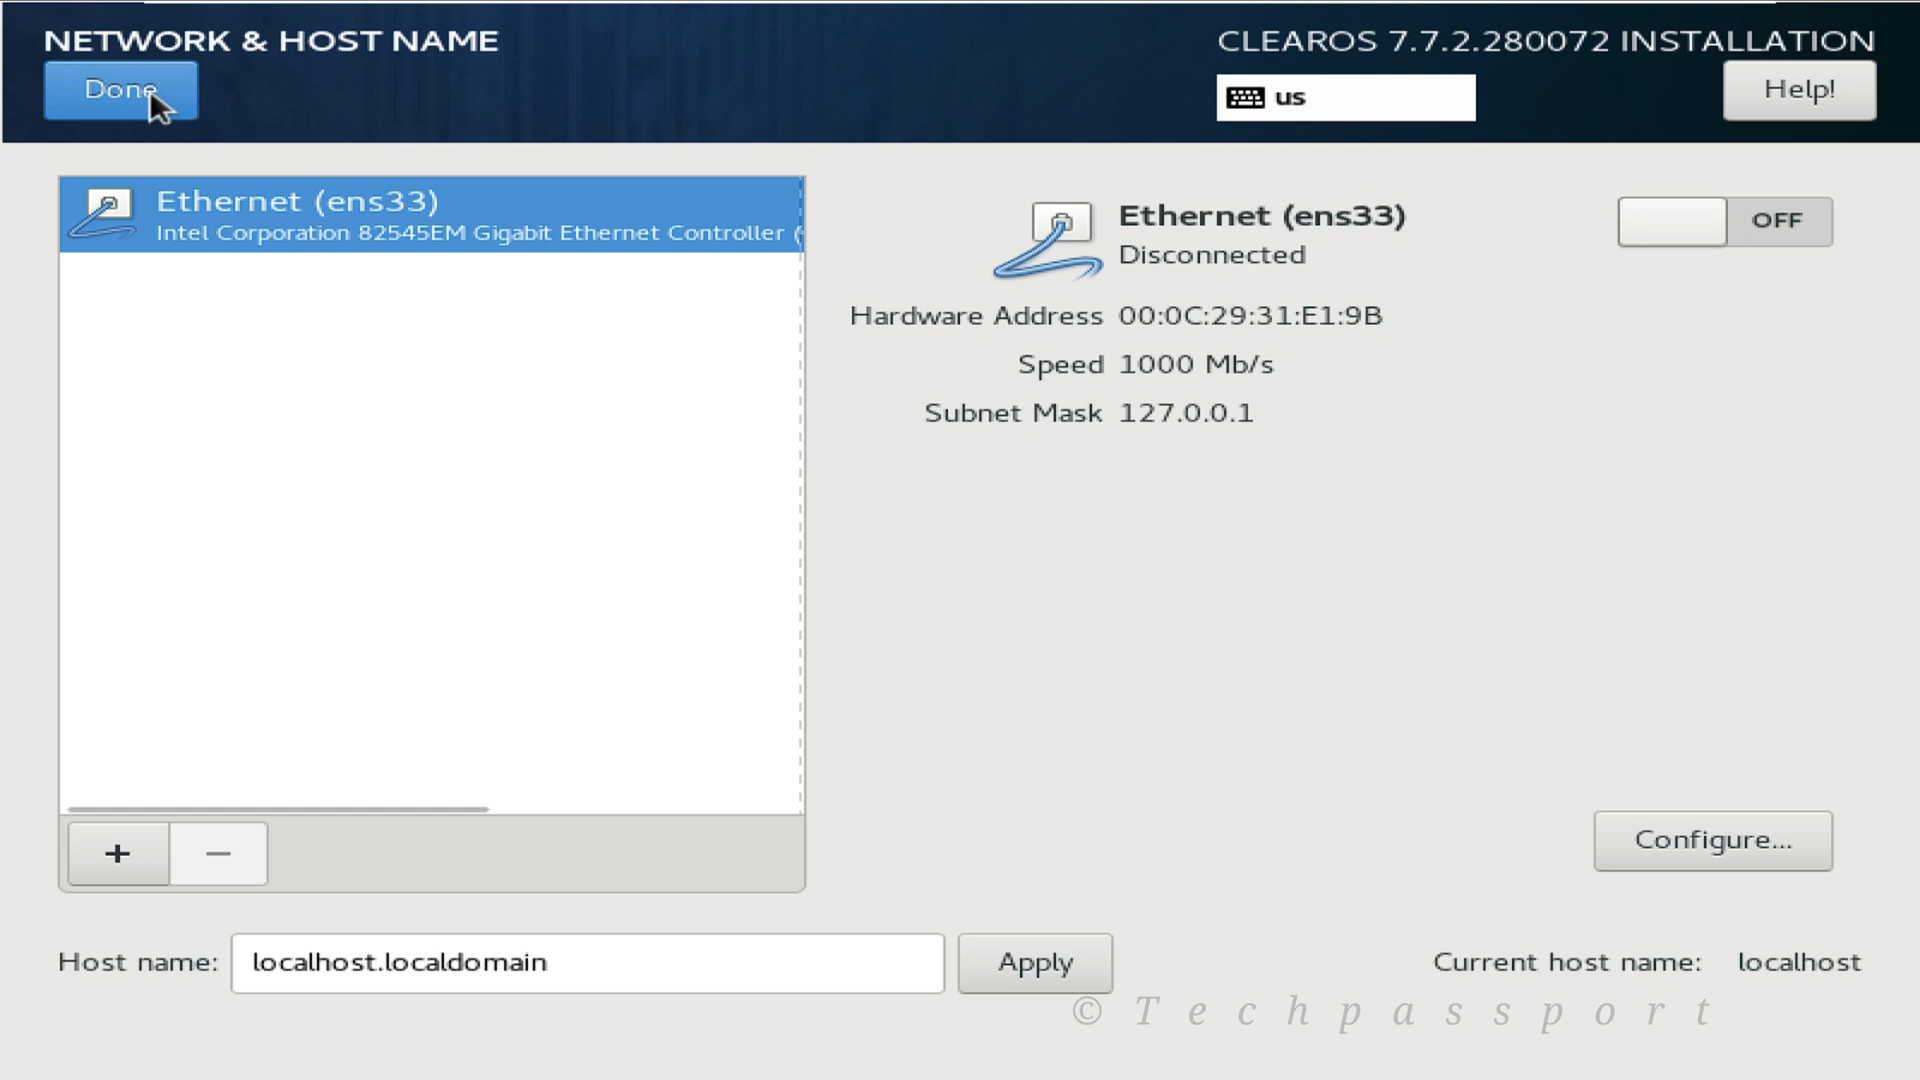 NETWORK & HOST NAME
CLEAROS 7.7.2.280072 INSTALLATION
Done
us
Help!
Ethernet (ens33)
Intel Corporation 82545EM Gigabit Ethernet Controller (
Ethernet (ens33)
OFF
Disconnected
Hardware Address 00:0C:29:31:E1:9B
Speed 1000 Mb/s
Subnet Mask 127.0.0.1
+
−
Configure...
Host name: localhost.localdomain
Apply
Current host name: localhost
© Techpassport